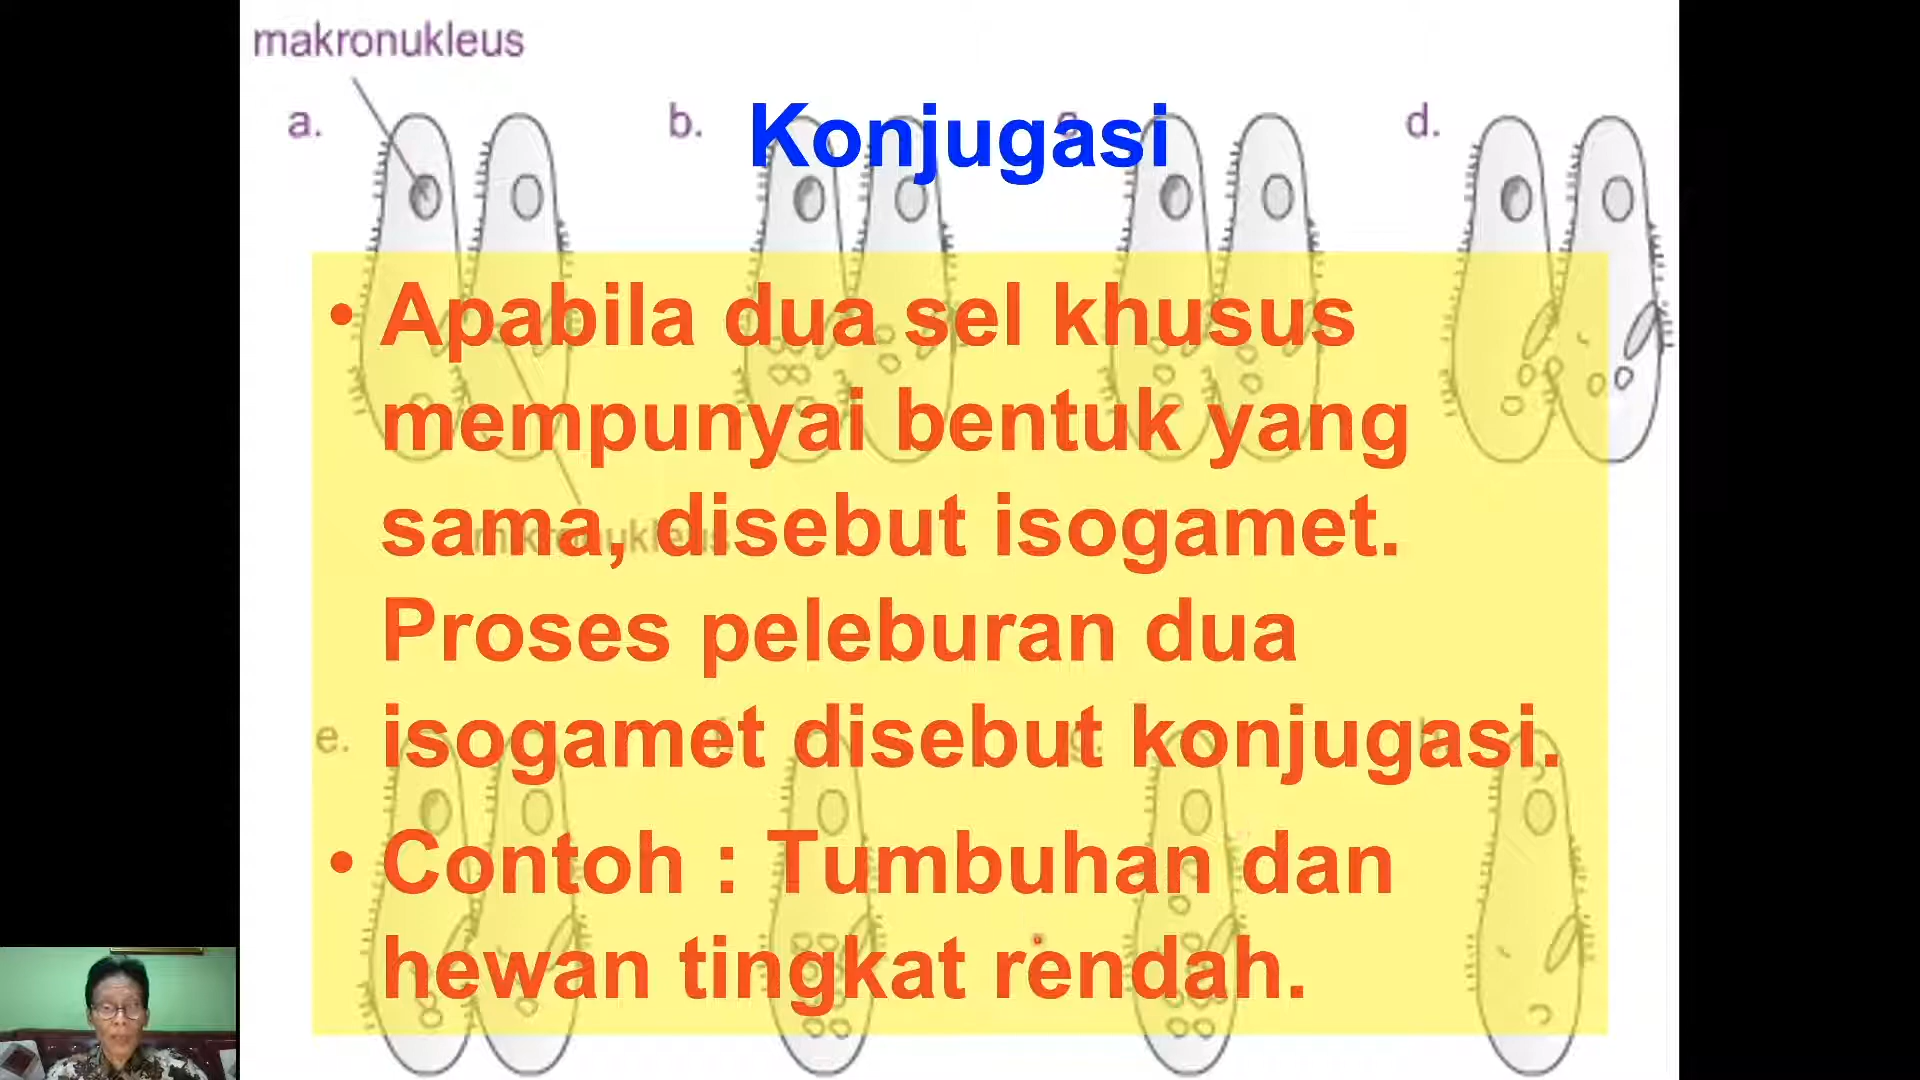 makronukleus
a.
b.
Konjugasi
c.
d.
• Apabila dua sel khusus
mempunyai bentuk yang
sama, disebut isogamet.
mikronukleus
Proses peleburan dua
isogamet disebut konjugasi.
e.
f.
g.
h.
• Contoh : Tumbuhan dan
hewan tingkat rendah.